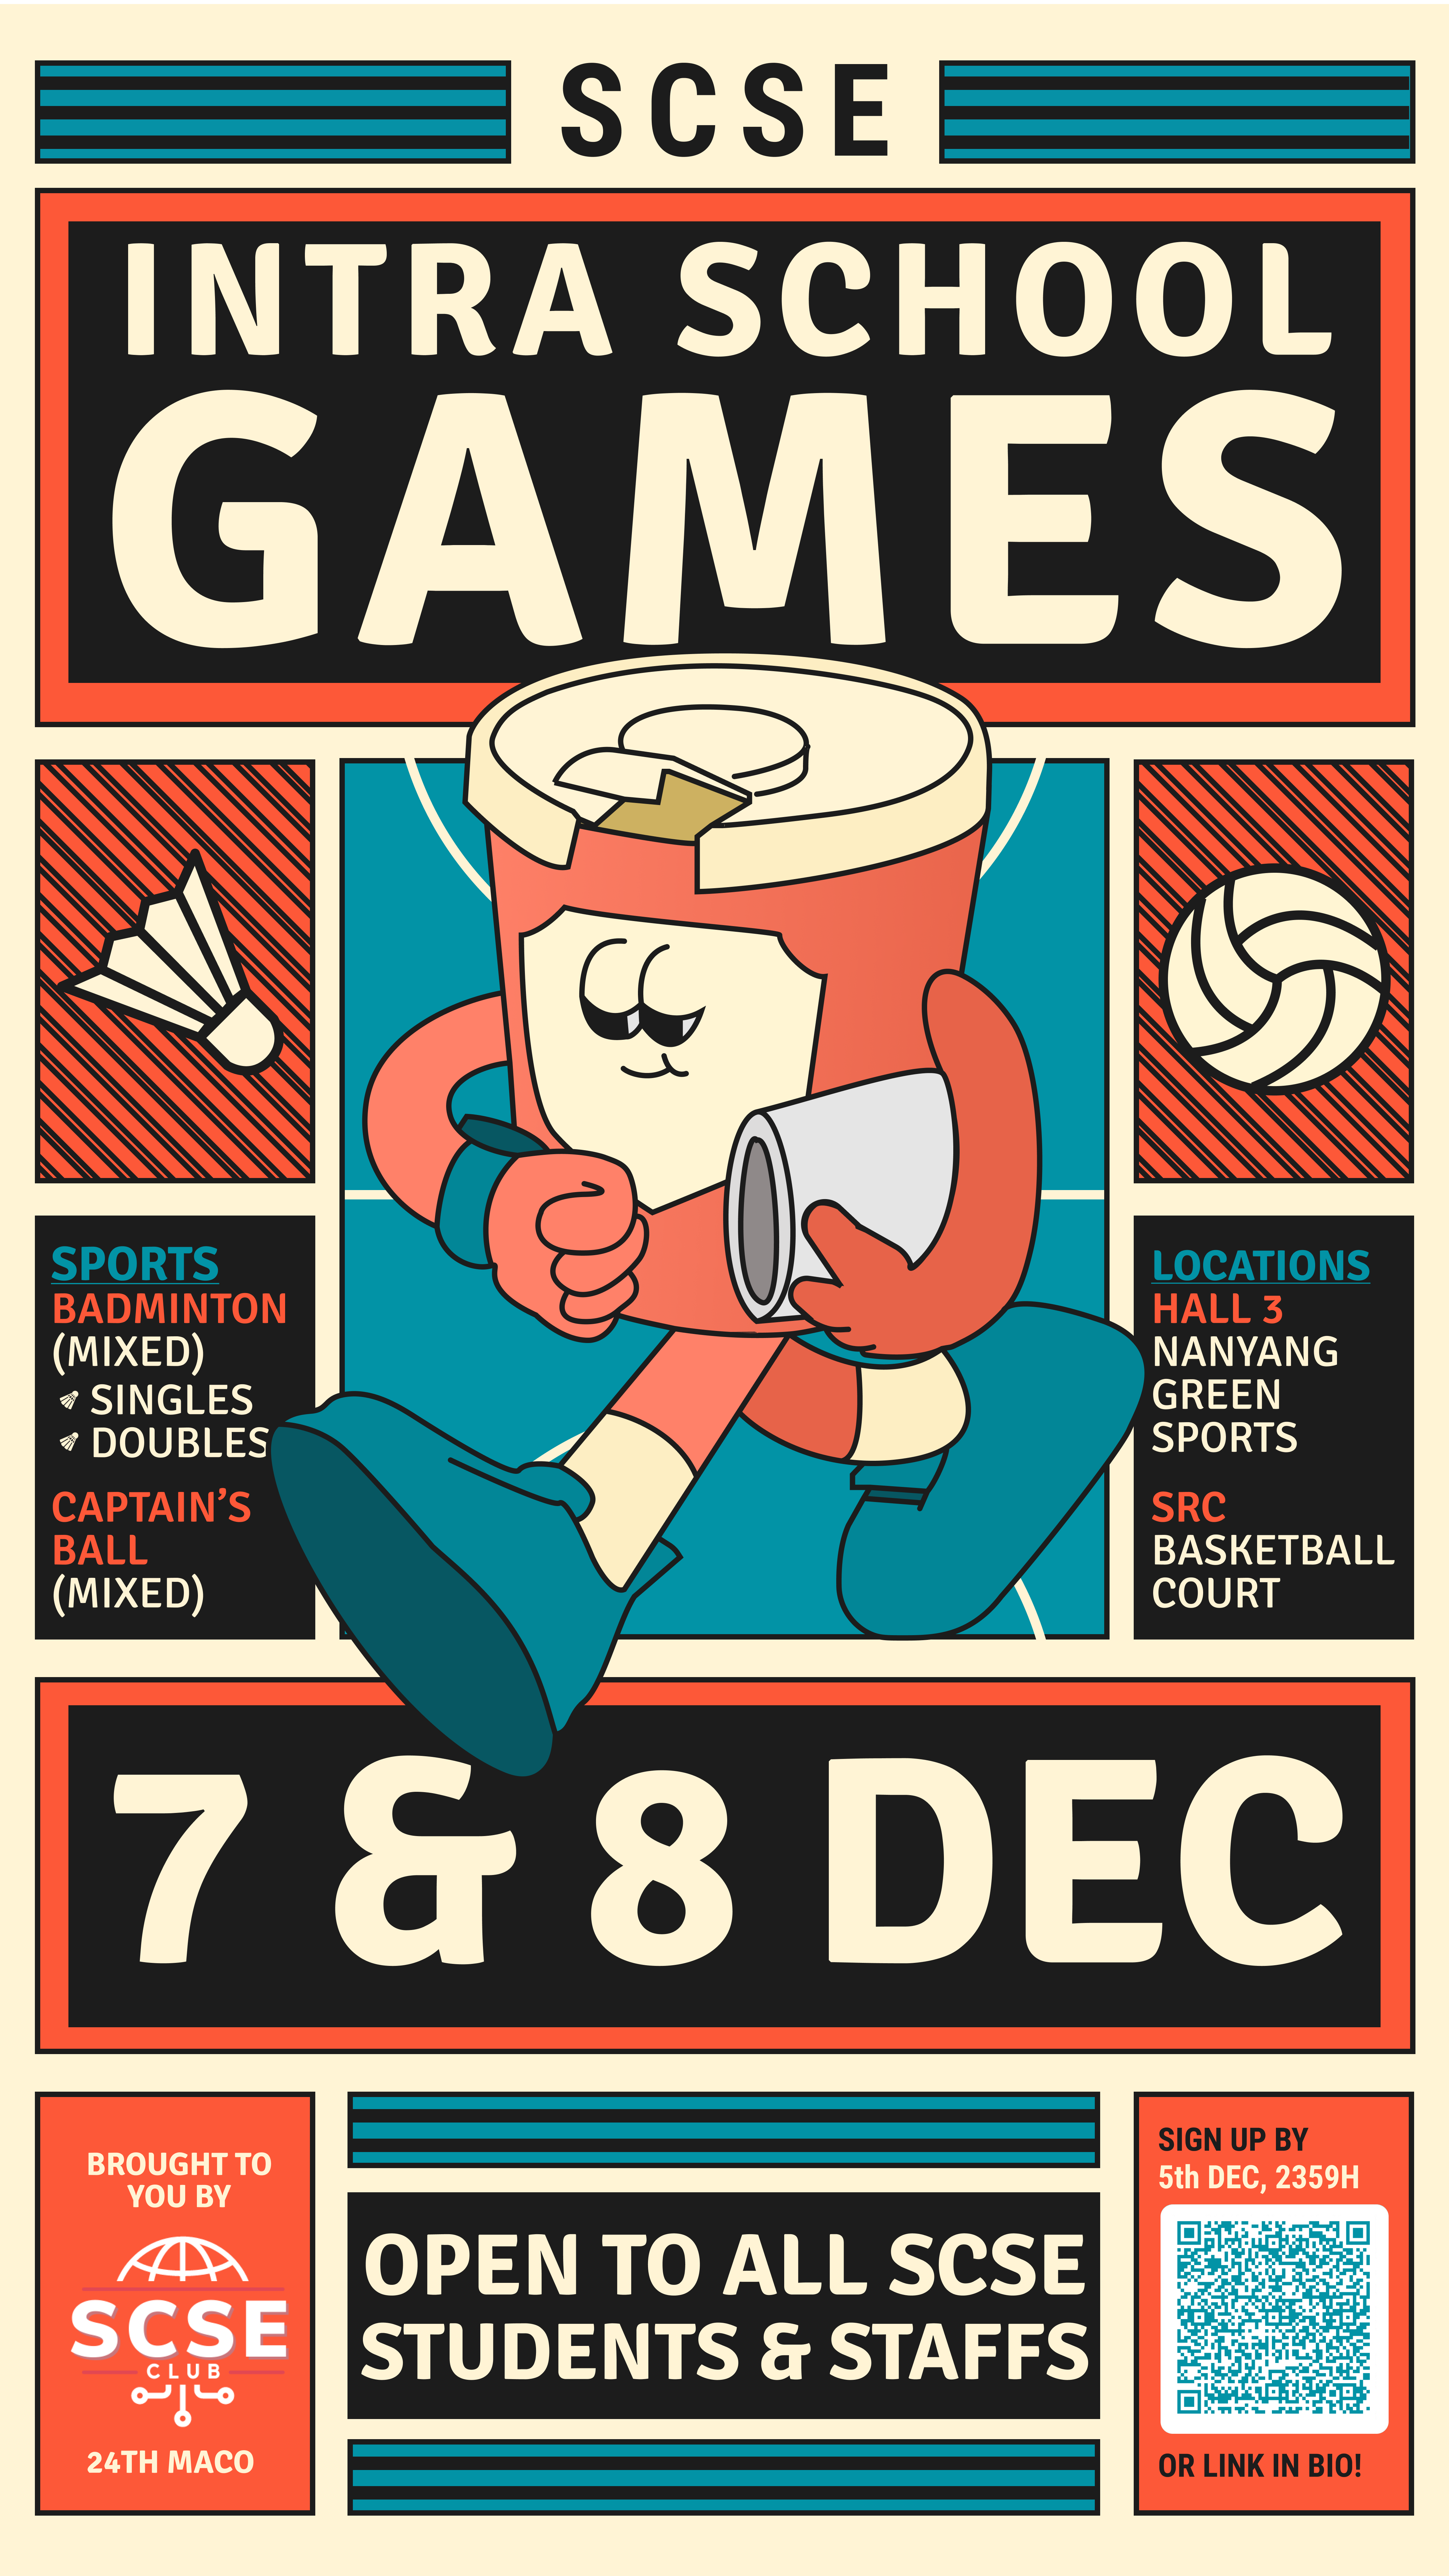 SCSE
INTRA SCHOOL
GAMES
SPORTS
BADMINTON
(MIXED)
SINGLES
DOUBLES
CAPTAIN’S
BALL
(MIXED)
LOCATIONS
HALL 3
NANYANG
GREEN
SPORTS
SRC
BASKETBALL
COURT
7 & 8 DEC
BROUGHT TO
YOU BY
SCSE
CLUB
24TH MACO
OPEN TO ALL SCSE
STUDENTS & STAFFS
SIGN UP BY
5th DEC, 2359H
OR LINK IN BIO!